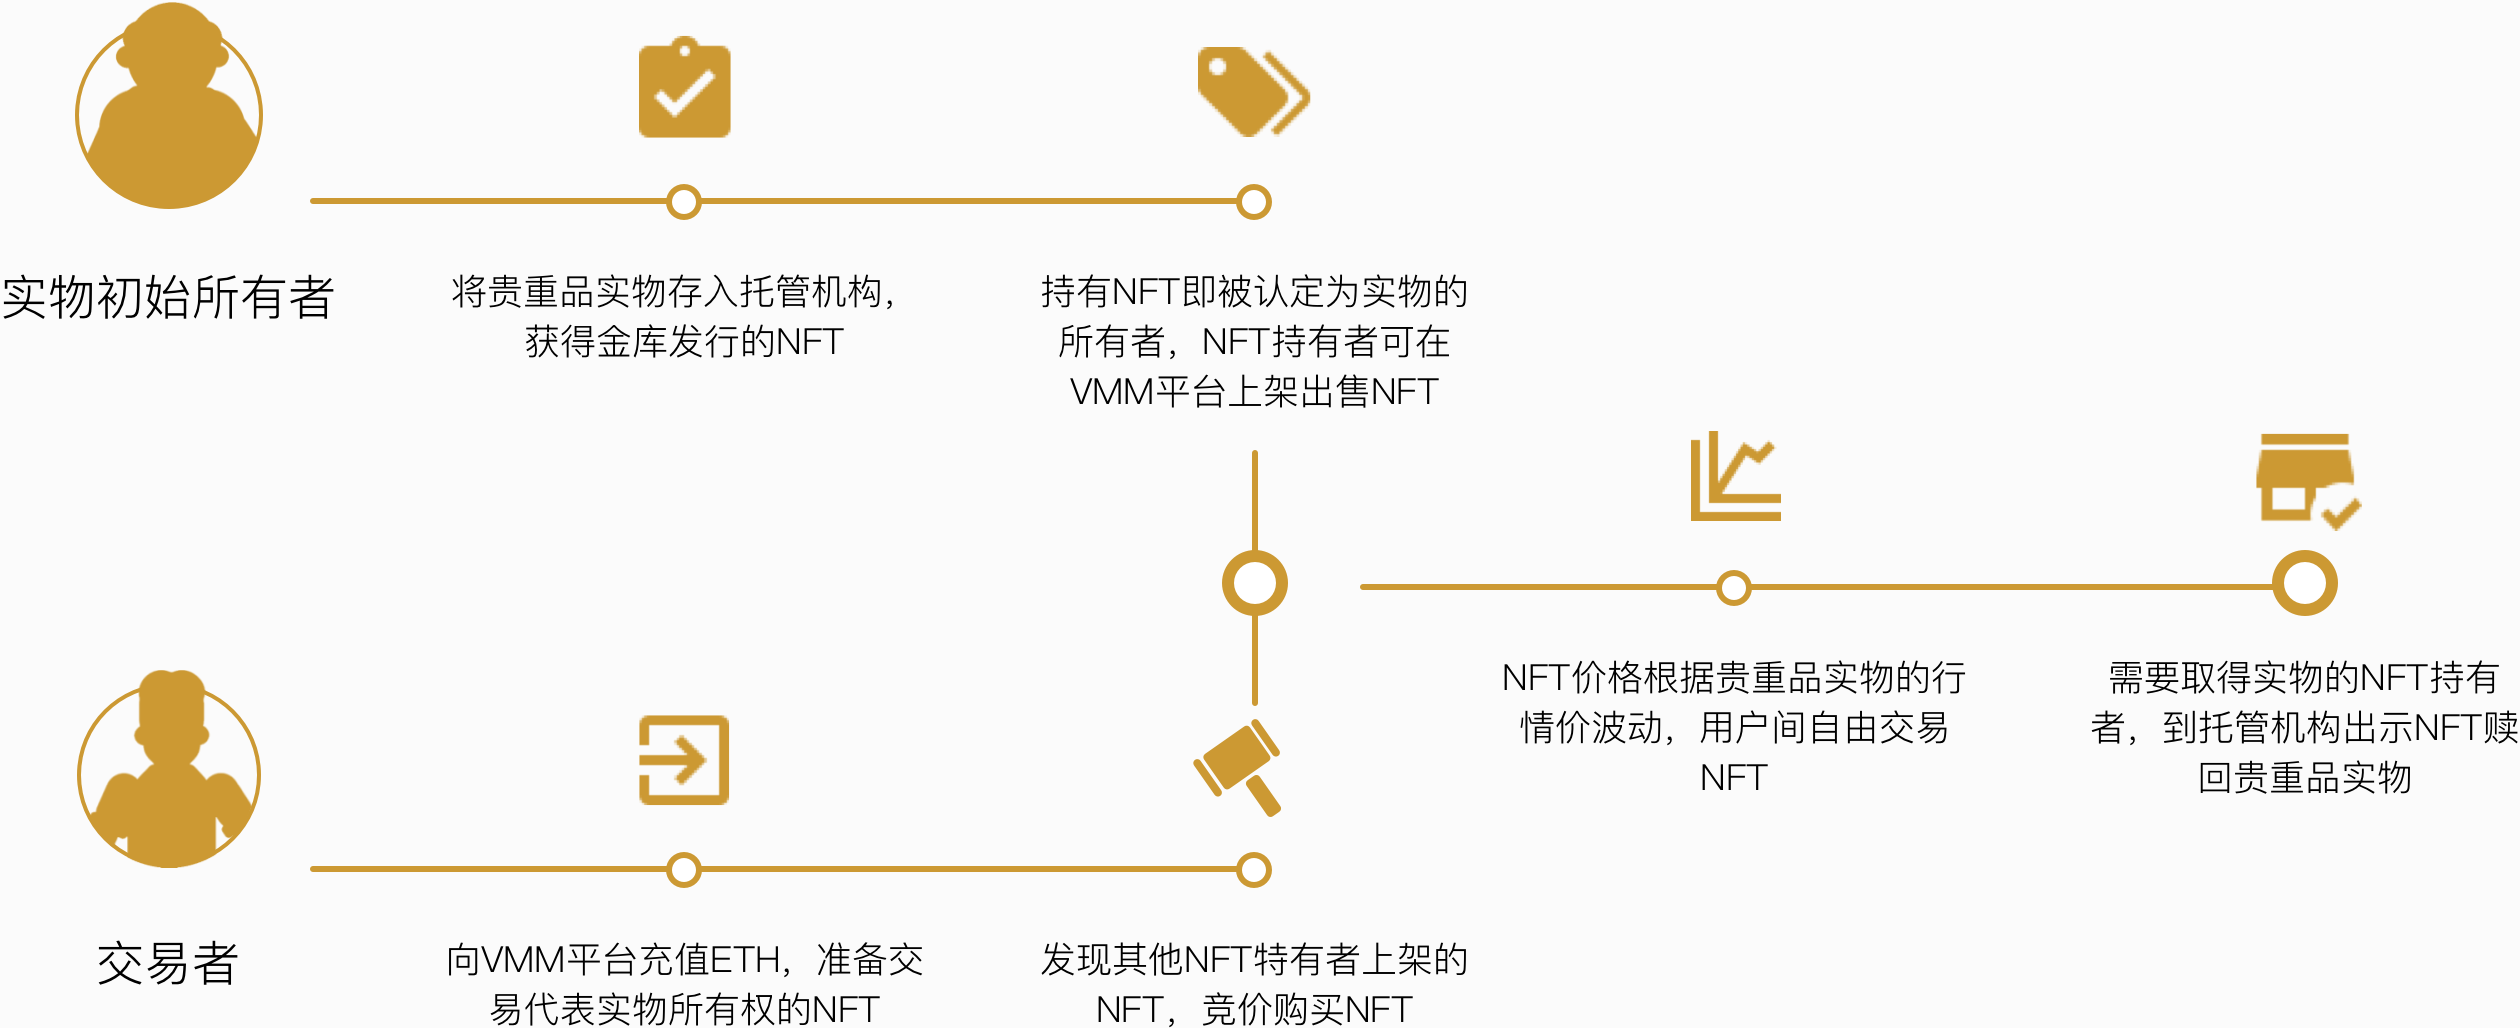 实物初始所有者
将贵重品实物存入托管机构，
获得金库发行的NFT
持有NFT即被认定为实物的
所有者，NFT持有者可在
VMM平台上架出售NFT
NFT价格根据贵重品实物的行
情价波动，用户间自由交易
NFT
需要取得实物的NFT持有
者，到托管机构出示NFT赎
回贵重品实物
交易者
向VMM平台充值ETH，准备交
易代表实物所有权的NFT
发现其他NFT持有者上架的
NFT，竞价购买NFT